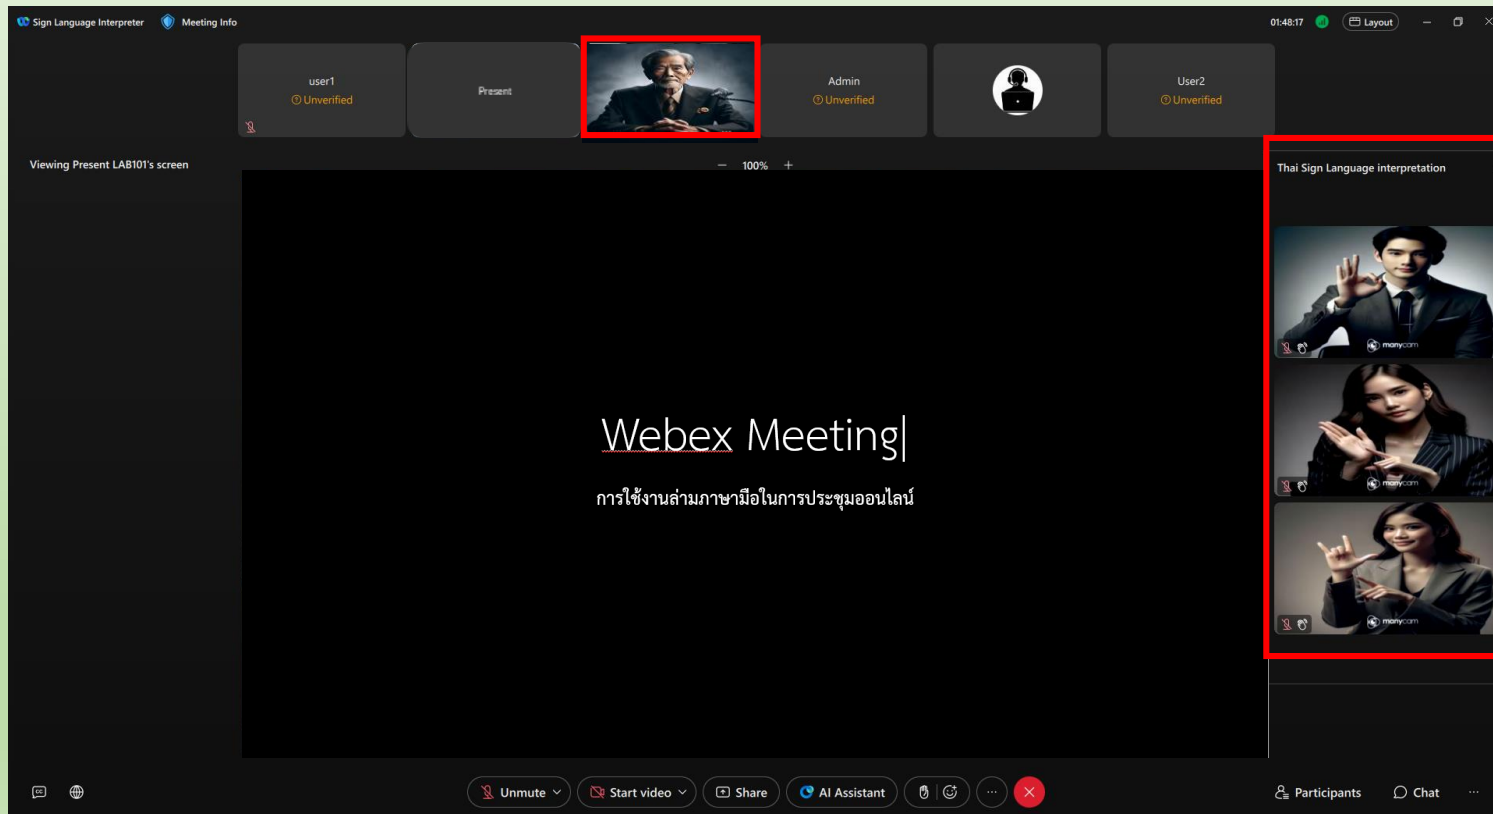 Sign Language Interpreter Meeting Info 01:48:17 Layout
user1
Unverified
Present
Admin
Unverified
User2
Unverified
Viewing Present LAB101's screen
100%
Thai Sign Language interpretation
manycam
manycam
manycam
Webex Meeting
การใช้งานล่ามภาษามือในการประชุมออนไลน์
CC Unmute Start video Share AI Assistant Participants Chat